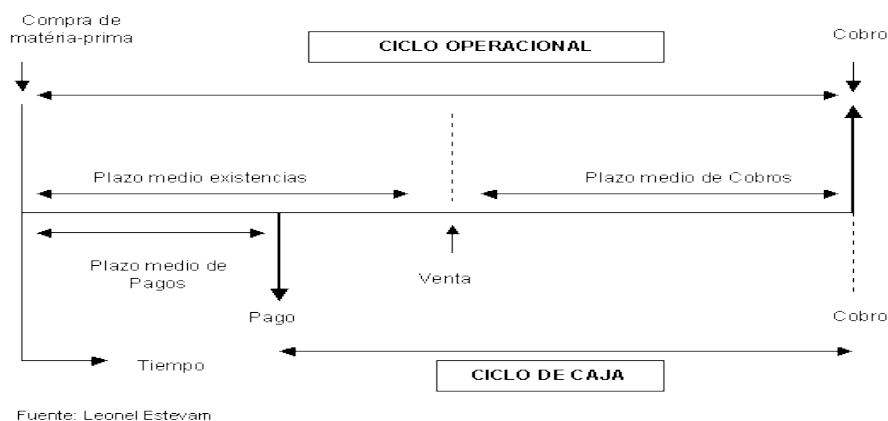 Compra de
matéria-prima
CICLO OPERACIONAL
Cobro
Plazo medio existencias
Plazo medio de Cobros
Plazo medio de
Pagos
Venta
Pago
Cobro
Tiempo
CICLO DE CAJA
Fuente: Leonel Estevam